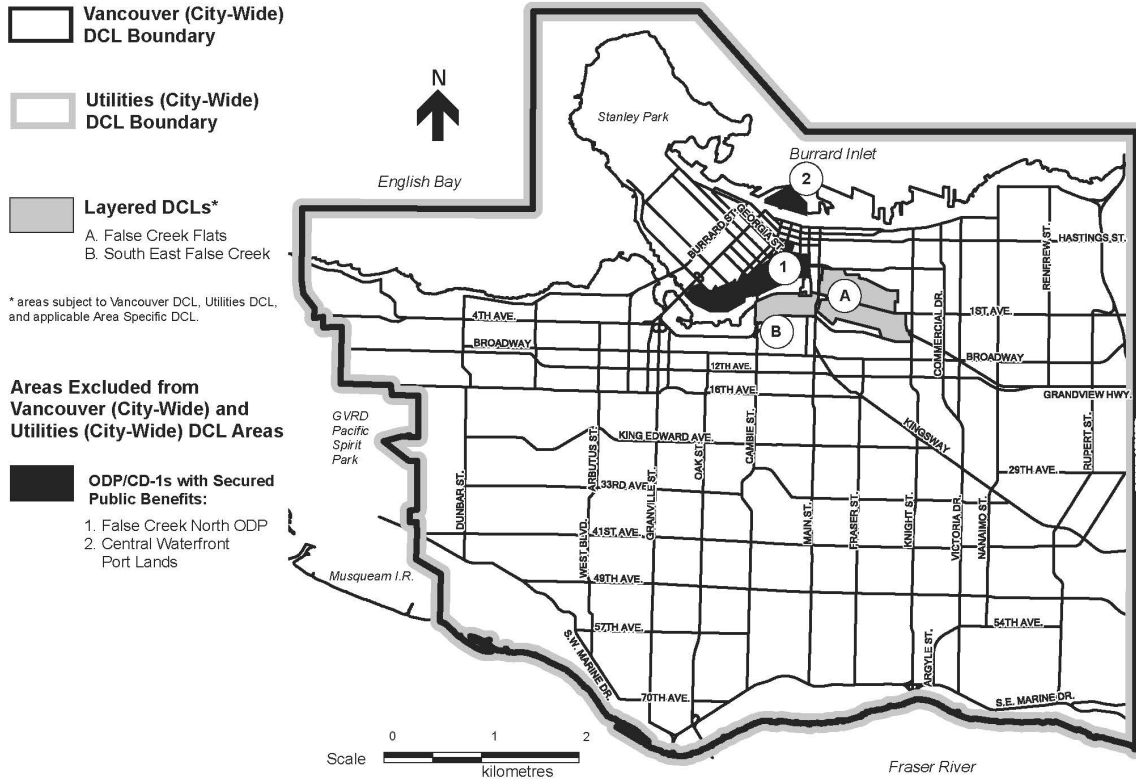 Vancouver (City-Wide)
DCL Boundary
Utilities (City-Wide)
DCL Boundary
Layered DCLs*
A. False Creek Flats
B. South East False Creek
* areas subject to Vancouver DCL, Utilities DCL,
and applicable Area Specific DCL.
Areas Excluded from
Vancouver (City-Wide) and
Utilities (City-Wide) DCL Areas
ODP/CD-1s with Secured
Public Benefits:
1. False Creek North ODP
2. Central Waterfront
Port Lands
N
Stanley Park
English Bay
Burrard Inlet
2
BURRARD ST.
GEORGIA ST.
1
A
B
HASTINGS ST.
RENFREW ST.
COMMERCIAL DR.
4TH AVE.
1ST AVE.
BROADWAY
BROADWAY
12TH AVE.
16TH AVE.
GRANDVIEW HWY.
GVRD
Pacific
Spirit
Park
KING EDWARD AVE.
KINGSWAY
CAMBIE ST.
ARBUTUS ST.
OAK ST.
RUPERT ST.
29TH AVE.
33RD AVE.
DUNBAR ST.
GRANVILLE ST.
41ST AVE.
WEST BLVD.
MAIN ST.
FRASER ST.
KNIGHT ST.
VICTORIA DR.
NANAIMO ST.
Musqueam I.R.
49TH AVE.
57TH AVE.
54TH AVE.
S.W. MARINE DR.
ARGYLE ST.
70TH AVE.
S.E. MARINE DR.
0 1 2
Scale
kilometres
Fraser River